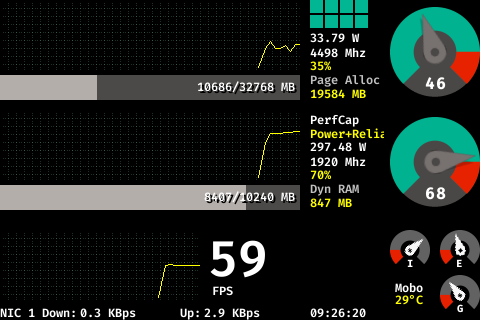 33.79 W
4498 Mhz
35%
10686/32768 MB
Page Alloc
19584 MB
46
PerfCap
Power+Relia
297.48 W
1920 Mhz
70%
8407/10240 MB
Dyn RAM
847 MB
68
59
FPS
I
E
Mobo
29°C
G
NIC 1 Down: 0.3 KBps
Up: 2.9 KBps
09:26:20